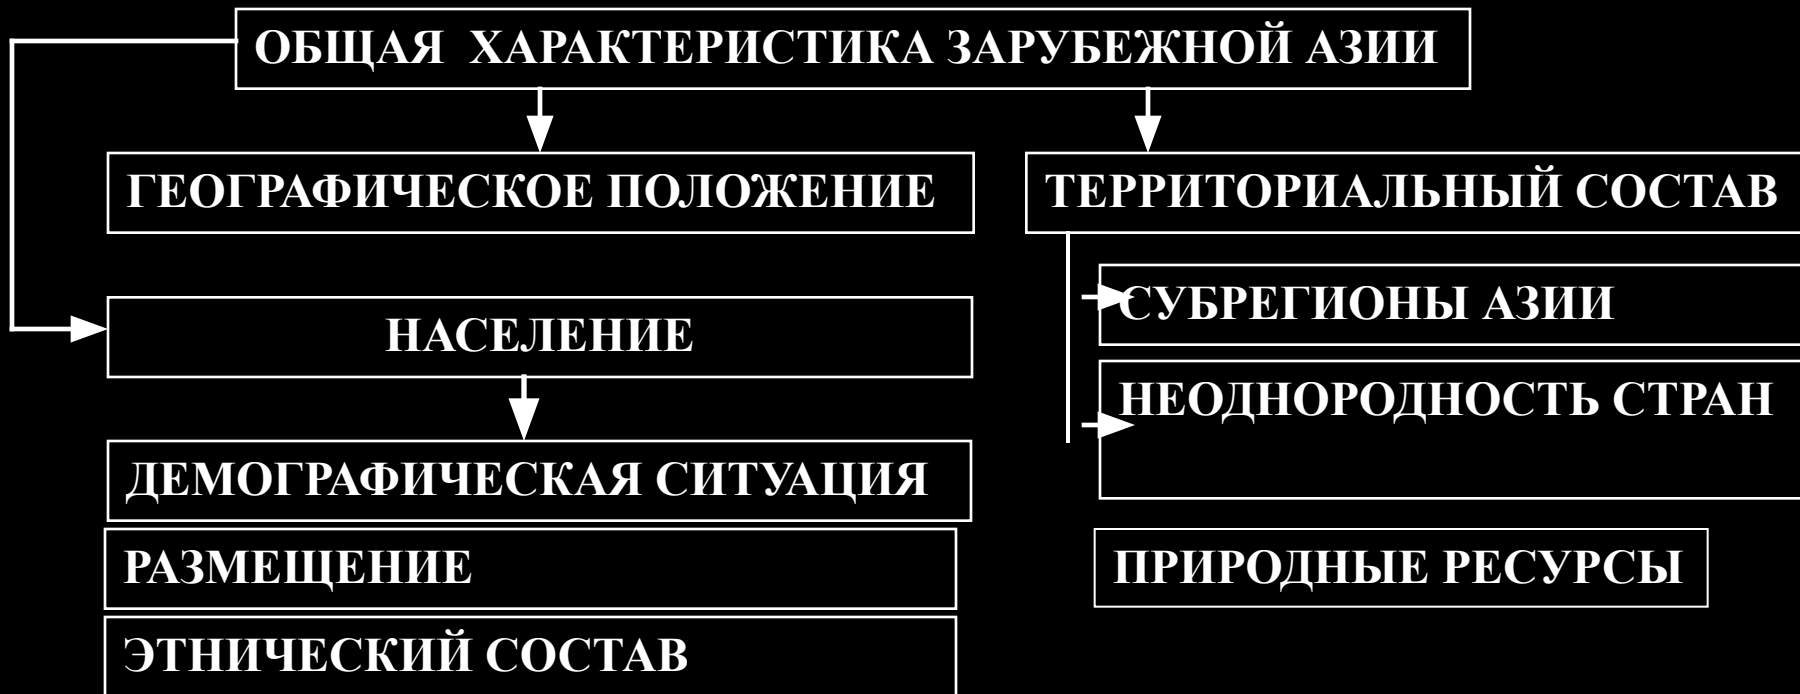 ОБЩАЯ ХАРАКТЕРИСТИКА ЗАРУБЕЖНОЙ АЗИИ
ГЕОГРАФИЧЕСКОЕ ПОЛОЖЕНИЕ
ТЕРРИТОРИАЛЬНЫЙ СОСТАВ
СУБРЕГИОНЫ АЗИИ
НАСЕЛЕНИЕ
НЕОДНОРОДНОСТЬ СТРАН
ДЕМОГРАФИЧЕСКАЯ СИТУАЦИЯ
РАЗМЕЩЕНИЕ
ПРИРОДНЫЕ РЕСУРСЫ
ЭТНИЧЕСКИЙ СОСТАВ